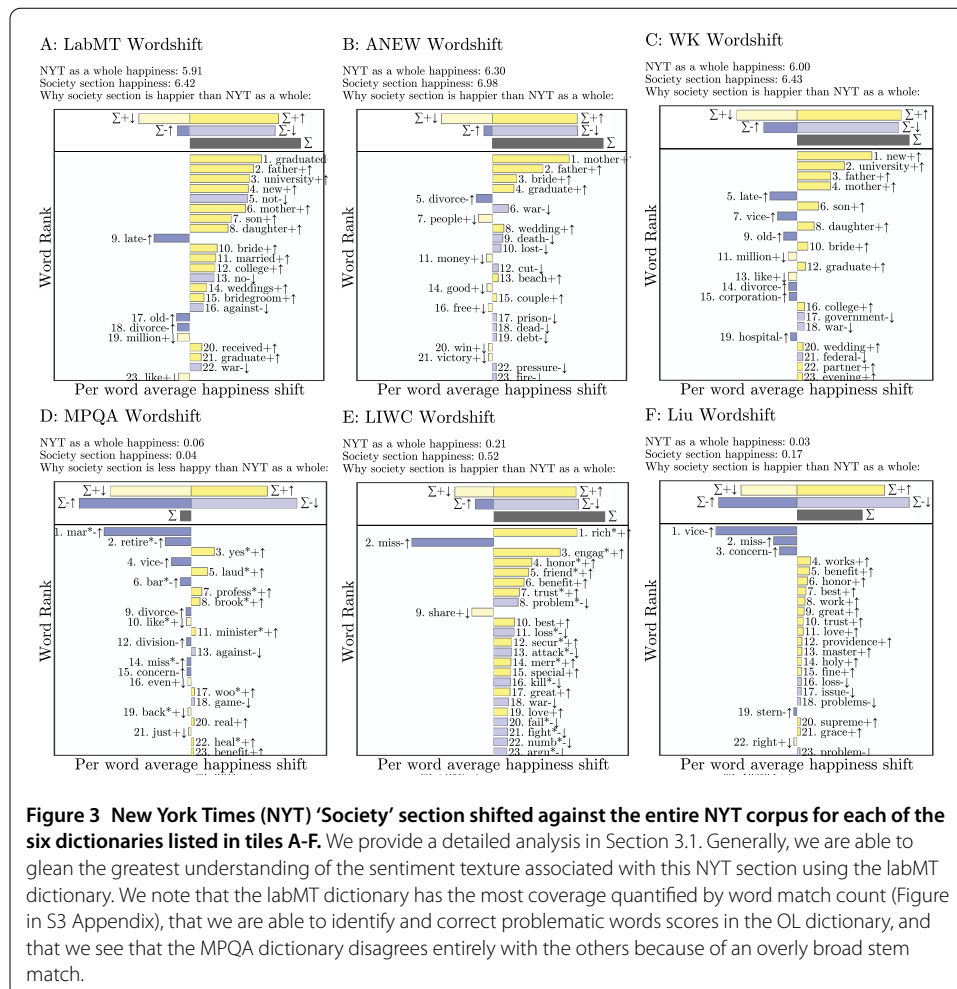 A: LabMT Wordshift
NYT as a whole happiness: 5.91
Society section happiness: 6.42
Why society section is happier than NYT as a whole:
Σ+↓
Σ+↑
Σ-↑
Σ-↓
Σ
Word Rank
1. graduated
2. father+↑
3. university+↑
4. new+↑
5. not-↓
6. mother+↑
7. son+↑
8. daughter+↑
9. late-↑
10. bride+↑
11. married+↑
12. college+↑
13. no-↓
14. weddings+↑
15. bridegroom+↑
16. against-↓
17. old-↑
18. divorce-↑
19. million+↓
20. received+↑
21. graduate+↑
22. war-↓
23. like+↓
Per word average happiness shift
B: ANEW Wordshift
NYT as a whole happiness: 6.30
Society section happiness: 6.98
Why society section is happier than NYT as a whole:
Σ+↓
Σ+↑
Σ-↑
Σ-↓
Σ
Word Rank
1. mother+↑
2. father+↑
3. bride+↑
4. graduate+↑
5. divorce-↑
6. war-↓
7. people+↓
8. wedding+↑
9. death-↓
10. lost-↓
11. money+↓
12. cut-↓
13. beach+↑
14. good+↓
15. couple+↑
16. free+↓
17. prison-↓
18. dead-↓
19. debt-↓
20. win+↓
21. victory+↓
22. pressure-↓
23. fire-↓
Per word average happiness shift
C: WK Wordshift
NYT as a whole happiness: 6.00
Society section happiness: 6.43
Why society section is happier than NYT as a whole:
Σ+↓
Σ+↑
Σ-↑
Σ-↓
Σ
Word Rank
1. new+↑
2. university+↑
3. father+↑
4. mother+↑
5. late-↑
6. son+↑
7. vice-↑
8. daughter+↑
9. old-↑
10. bride+↑
11. million+↓
12. graduate+↑
13. like+↓
14. divorce-↑
15. corporation-↑
16. college+↑
17. government-↓
18. war-↓
19. hospital-↑
20. wedding+↑
21. federal-↓
22. partner+↑
23. evening+↑
Per word average happiness shift
D: MPQA Wordshift
NYT as a whole happiness: 0.06
Society section happiness: 0.04
Why society section is less happy than NYT as a whole:
Σ+↓
Σ+↑
Σ-↑
Σ-↓
Σ
Word Rank
1. mar*-↑
2. retire*-↑
3. yes*+↑
4. vice-↑
5. laud*+↑
6. bar*-↑
7. profess*+↑
8. brook*+↑
9. divorce-↑
10. like*+↓
11. minister*+↑
12. division-↑
13. against-↓
14. miss*-↑
15. concern-↑
16. even+↓
17. woo*+↑
18. game-↓
19. back*+↓
20. real+↑
21. just+↓
22. heal*+↑
23. benefit+↑
Per word average happiness shift
E: LIWC Wordshift
NYT as a whole happiness: 0.21
Society section happiness: 0.52
Why society section is happier than NYT as a whole:
Σ+↓
Σ+↑
Σ-↑
Σ-↓
Σ
Word Rank
1. rich*+↑
2. miss-↑
3. engag*+↑
4. honor*+↑
5. friend*+↑
6. benefit+↑
7. trust*+↑
8. problem*-↓
9. share+↓
10. best+↑
11. loss*-↓
12. secur*+↑
13. attack*-↓
14. merr*+↑
15. special+↑
16. kill*-↓
17. great+↑
18. war-↓
19. love+↑
20. fail*-↓
21. fight*-↓
22. numb*-↓
23. argu*-↓
Per word average happiness shift
F: Liu Wordshift
NYT as a whole happiness: 0.03
Society section happiness: 0.17
Why society section is happier than NYT as a whole:
Σ+↓
Σ+↑
Σ-↑
Σ-↓
Σ
Word Rank
1. vice-↑
2. miss-↑
3. concern-↑
4. works+↑
5. benefit+↑
6. honor+↑
7. best+↑
8. work+↑
9. great+↑
10. trust+↑
11. love+↑
12. providence+↑
13. master+↑
14. holy+↑
15. fine+↑
16. loss-↓
17. issue-↓
18. problems-↓
19. stern-↑
20. supreme+↑
21. grace+↑
22. right+↓
23. problem-↓
Per word average happiness shift
Figure 3 New York Times (NYT) ‘Society’ section shifted against the entire NYT corpus for each of the
six dictionaries listed in tiles A-F. We provide a detailed analysis in Section 3.1. Generally, we are able to
glean the greatest understanding of the sentiment texture associated with this NYT section using the labMT
dictionary. We note that the labMT dictionary has the most coverage quantified by word match count (Figure
in S3 Appendix), that we are able to identify and correct problematic words scores in the OL dictionary, and
that we see that the MPQA dictionary disagrees entirely with the others because of an overly broad stem
match.